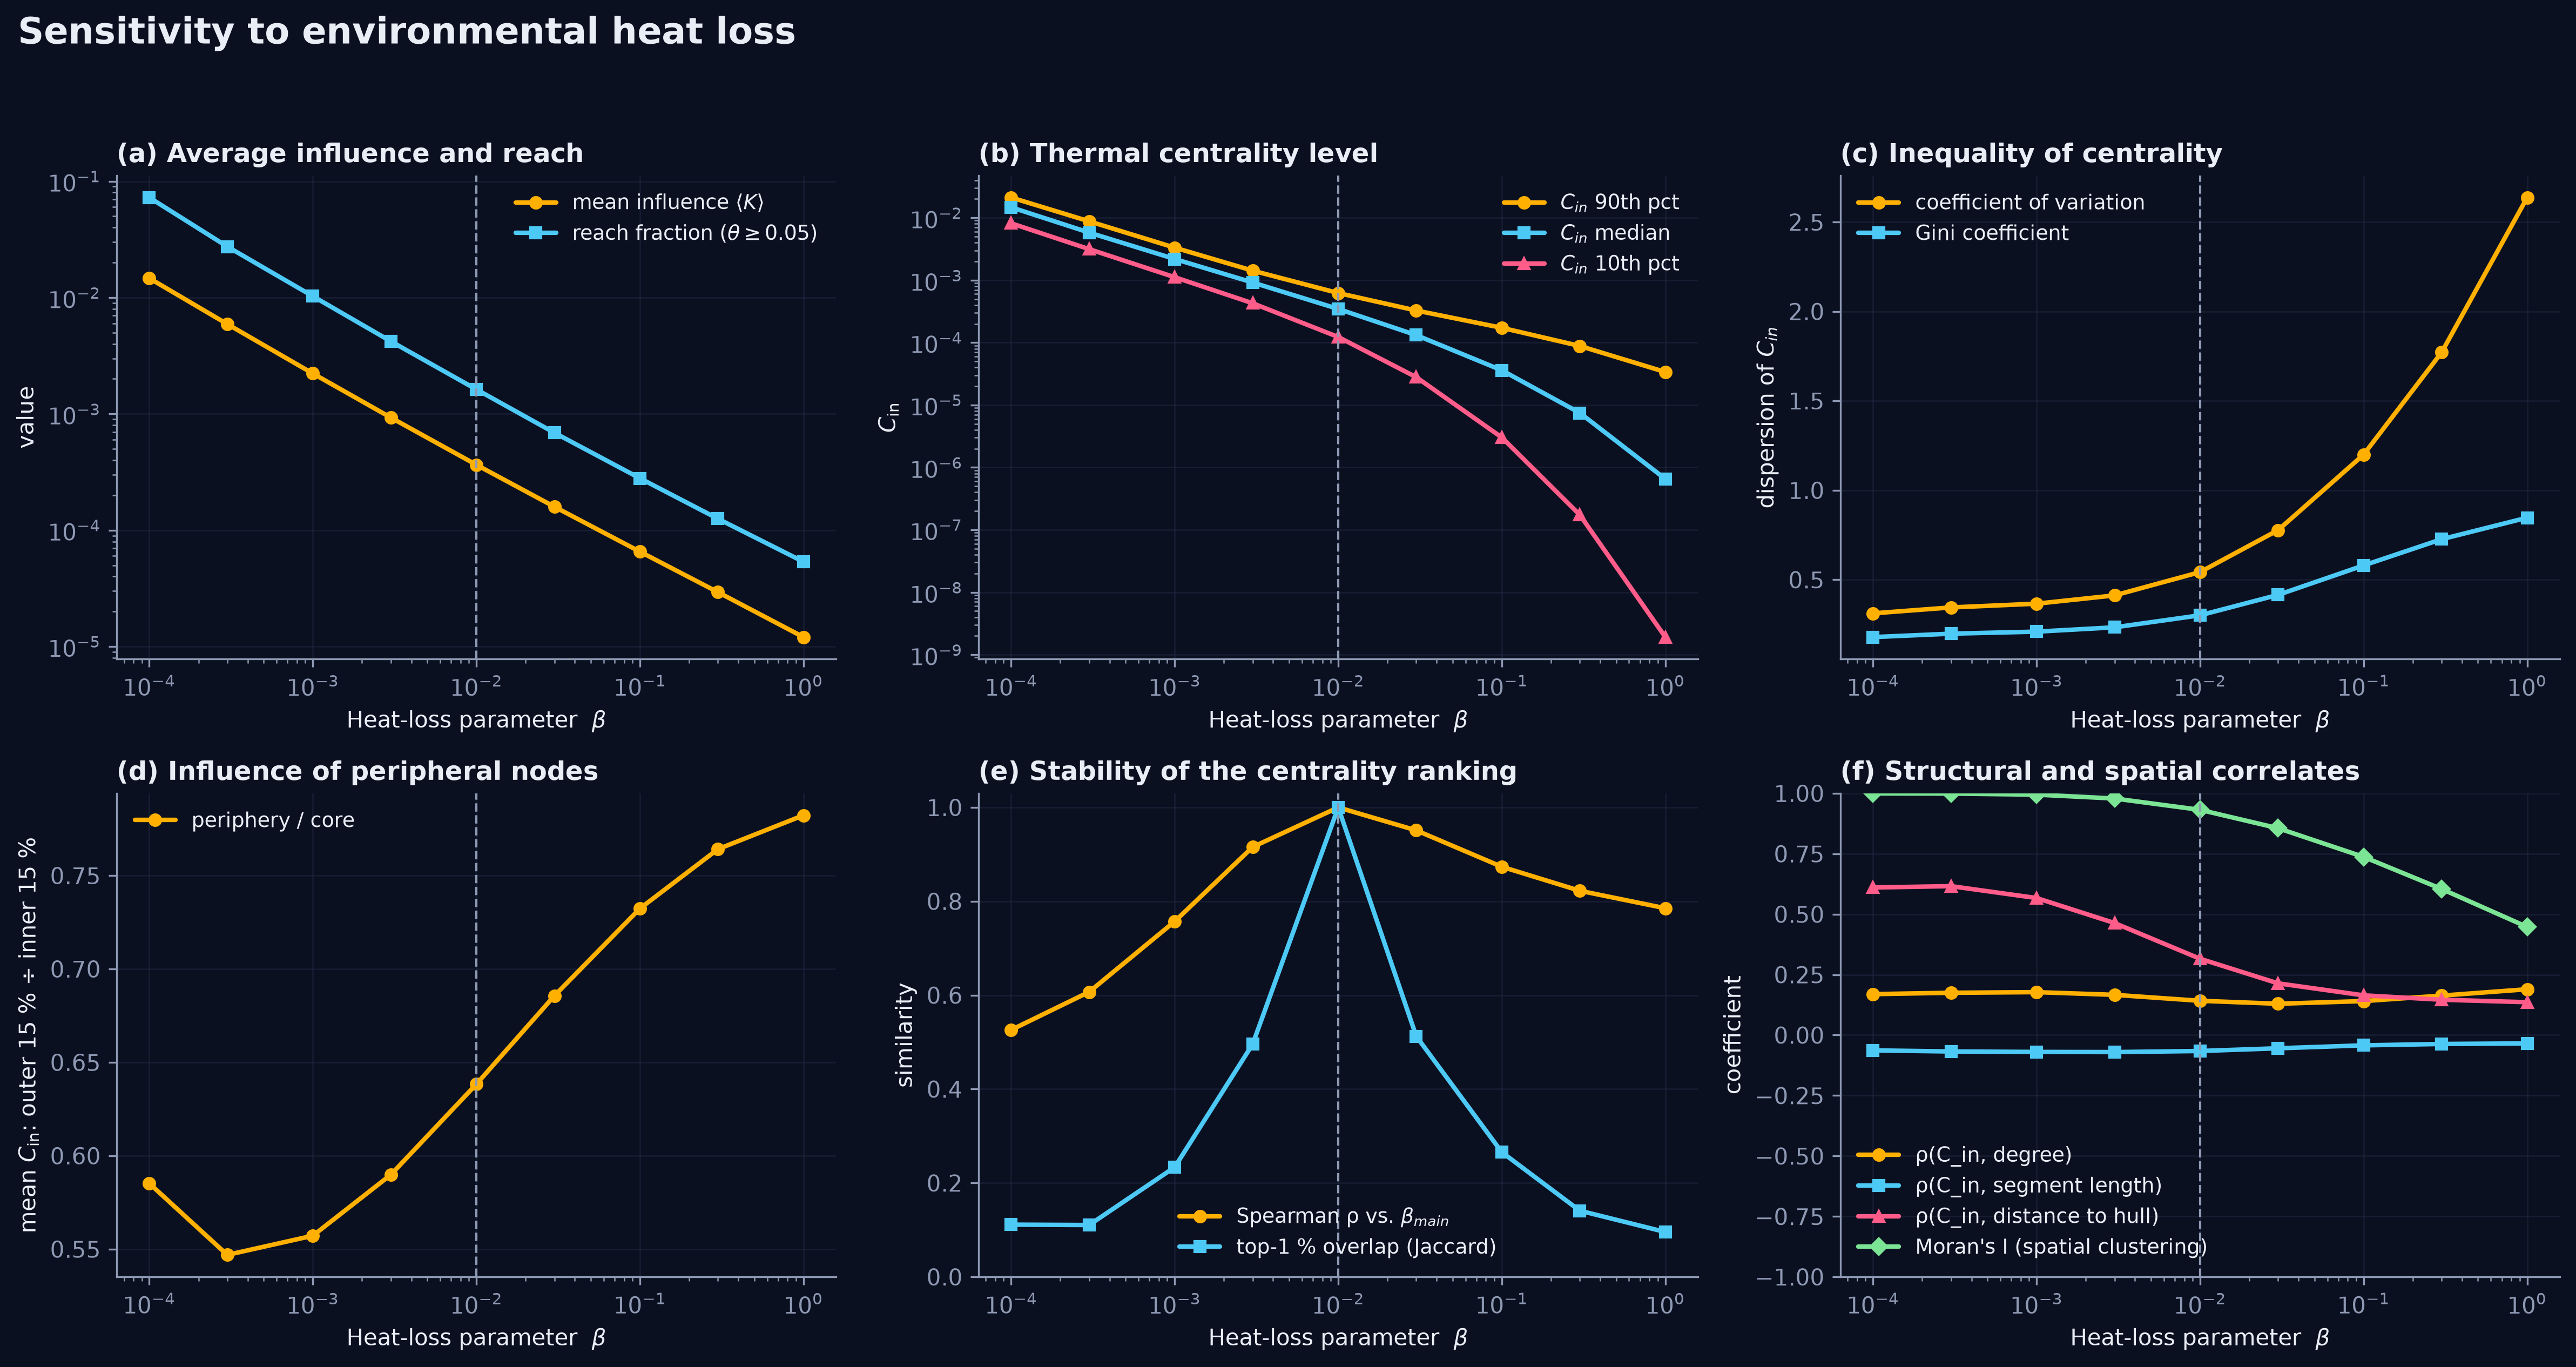 Sensitivity to environmental heat loss
(a) Average influence and reach
10⁻¹
10⁻²
10⁻³
10⁻⁴
10⁻⁵
value
mean influence ⟨K⟩
reach fraction (θ ≥ 0.05)
10⁻⁴ 10⁻³ 10⁻² 10⁻¹ 10⁰
Heat-loss parameter β
(b) Thermal centrality level
10⁻²
10⁻³
10⁻⁴
10⁻⁵
10⁻⁶
10⁻⁷
10⁻⁸
10⁻⁹
C_in
C_in 90th pct
C_in median
C_in 10th pct
10⁻⁴ 10⁻³ 10⁻² 10⁻¹ 10⁰
Heat-loss parameter β
(c) Inequality of centrality
2.5
2.0
1.5
1.0
0.5
dispersion of C_in
coefficient of variation
Gini coefficient
10⁻⁴ 10⁻³ 10⁻² 10⁻¹ 10⁰
Heat-loss parameter β
(d) Influence of peripheral nodes
0.75
0.70
0.65
0.60
0.55
mean C_in: outer 15 % ÷ inner 15 %
periphery / core
10⁻⁴ 10⁻³ 10⁻² 10⁻¹ 10⁰
Heat-loss parameter β
(e) Stability of the centrality ranking
1.0
0.8
0.6
0.4
0.2
0.0
similarity
Spearman ρ vs. β_main
top-1 % overlap (Jaccard)
10⁻⁴ 10⁻³ 10⁻² 10⁻¹ 10⁰
Heat-loss parameter β
(f) Structural and spatial correlates
1.00
0.75
0.50
0.25
0.00
−0.25
−0.50
−0.75
−1.00
coefficient
ρ(C_in, degree)
ρ(C_in, segment length)
ρ(C_in, distance to hull)
Moran's I (spatial clustering)
10⁻⁴ 10⁻³ 10⁻² 10⁻¹ 10⁰
Heat-loss parameter β